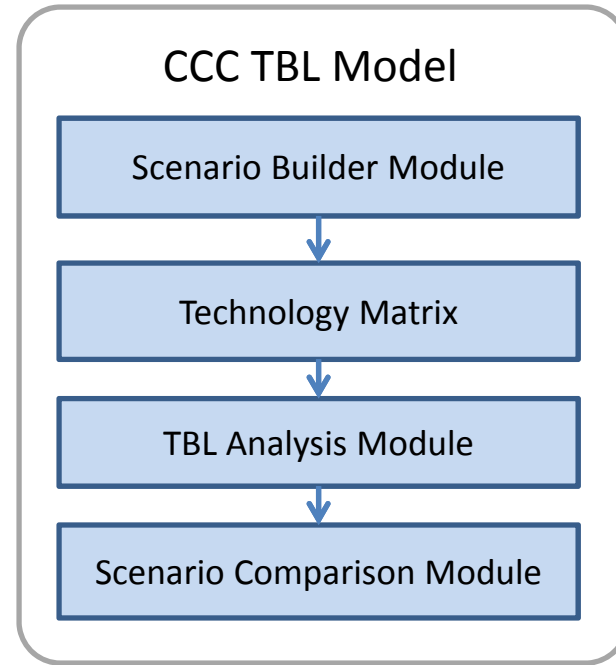 CCC TBL Model
Scenario Builder Module
Technology Matrix
TBL Analysis Module
Scenario Comparison Module